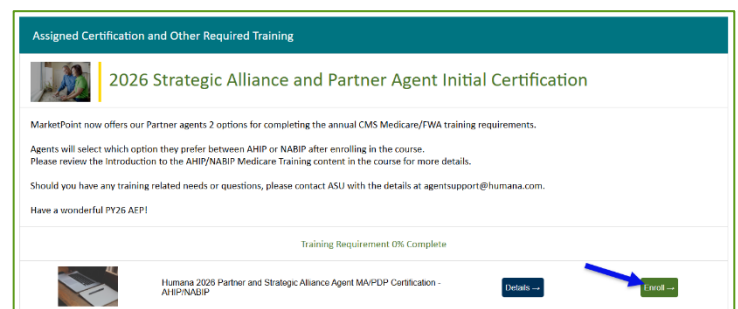 Assigned Certification and Other Required Training
2026 Strategic Alliance and Partner Agent Initial Certification
MarketPoint now offers our Partner agents 2 options for completing the annual CMS Medicare/FWA training requirements.
Agents will select which option they prefer between AHIP or NABIP after enrolling in the course.
Please review the Introduction to the AHIP/NABIP Medicare Training content in the course for more details.
Should you have any training related needs or questions, please contact ASU with the details at agentsupport@humana.com.
Have a wonderful PY26 AEP!
Training Requirement 0% Complete
Humana 2026 Partner and Strategic Alliance Agent MA/PDP Certification -
AHIP/NABIP
Details →
Enroll →